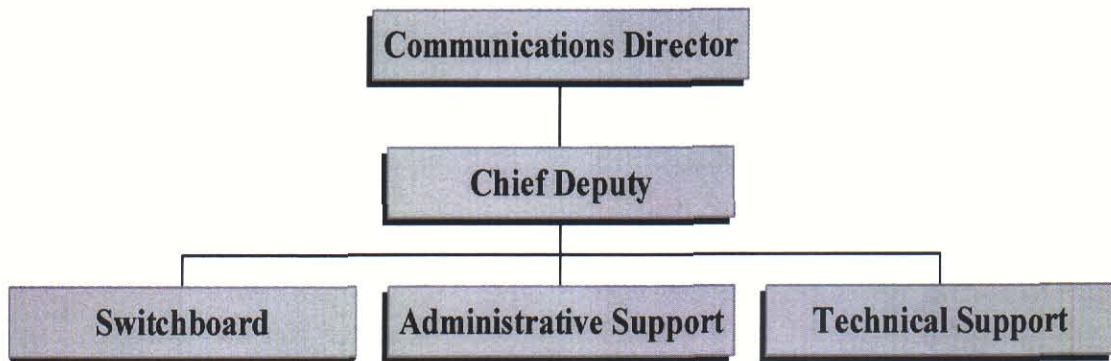 Communications Director
Chief Deputy
Switchboard
Administrative Support
Technical Support